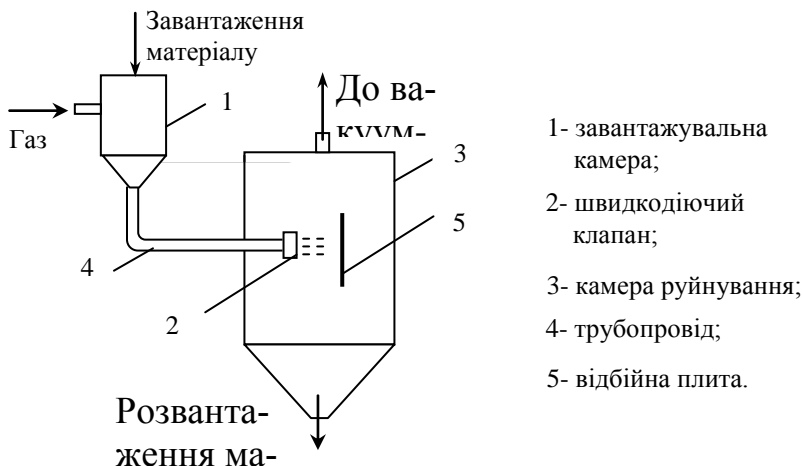 Завантаження
матеріалу
Газ
1
До ва-
куум-
3
5
4
2
Розванта-
ження ма-
1- завантажувальна
камера;
2- швидкодіючий
клапан;
3- камера руйнування;
4- трубопровід;
5- відбійна плита.